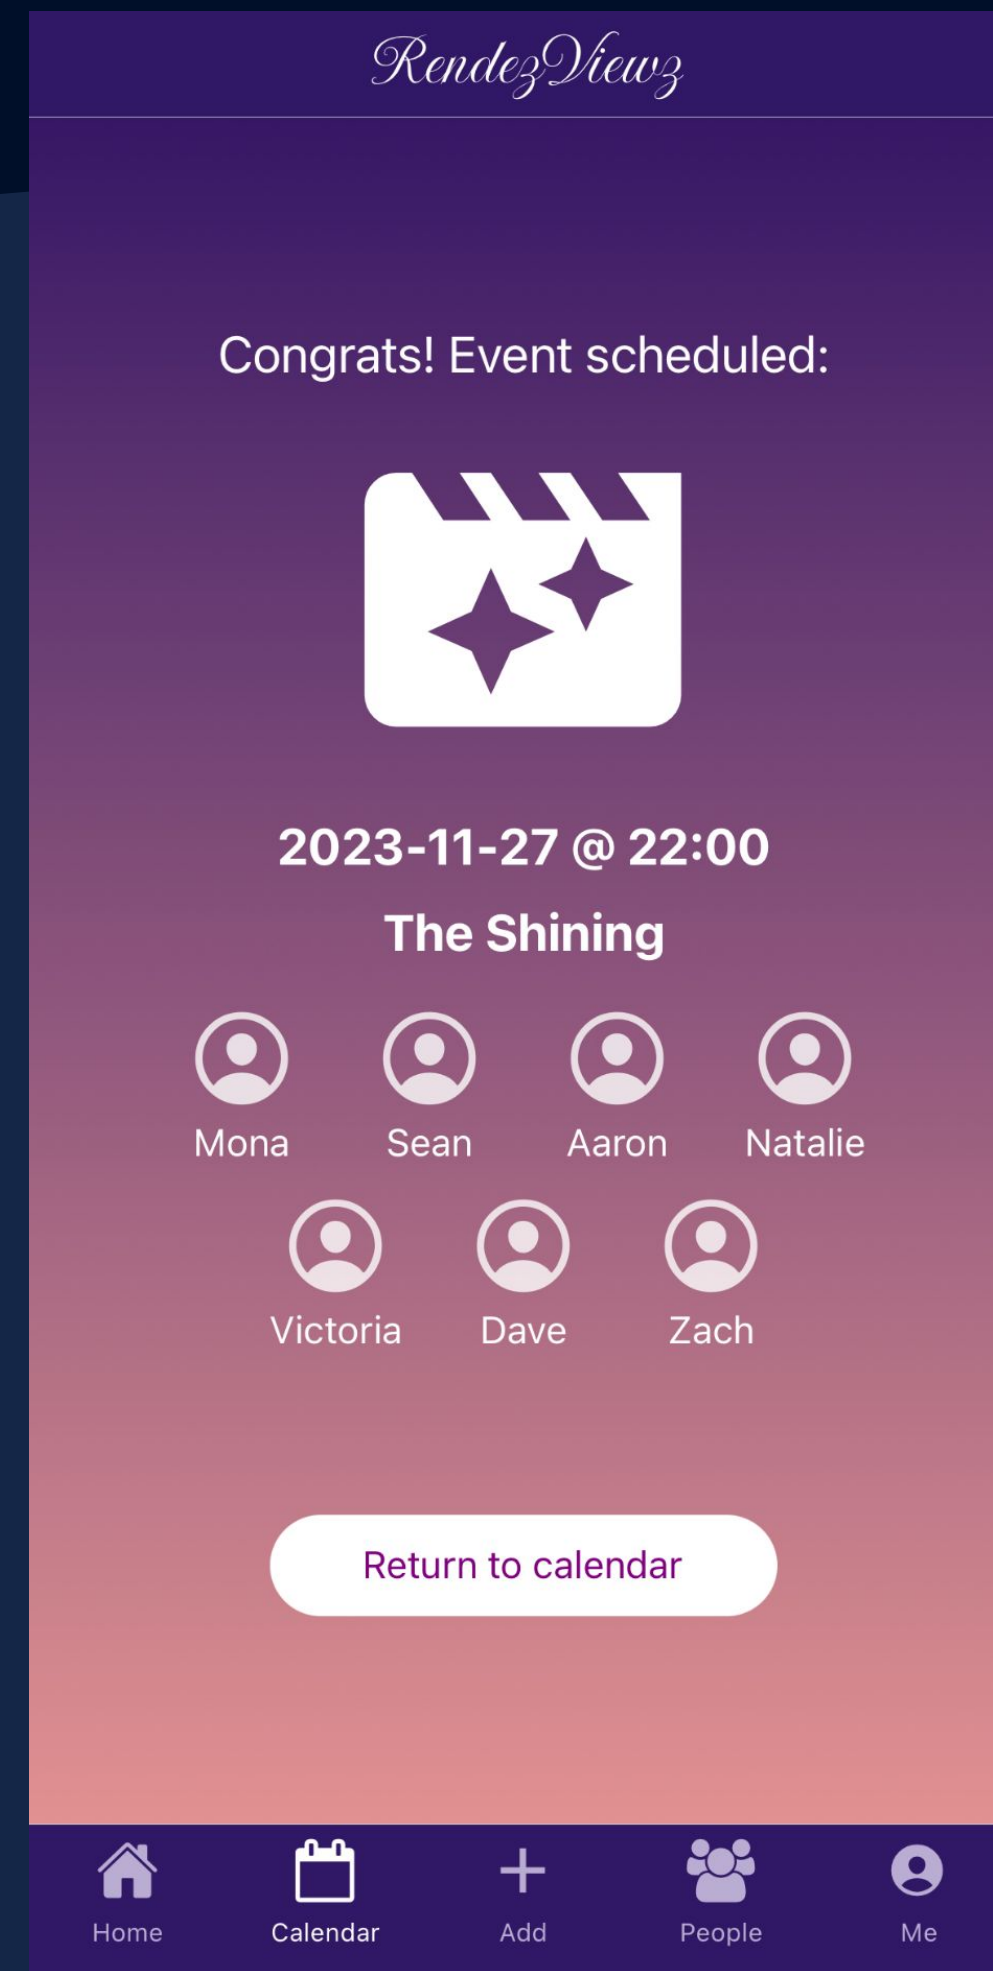 RendezViewz
Congrats! Event scheduled:
2023-11-27 @ 22:00
The Shining
Mona Sean Aaron Natalie
Victoria Dave Zach
Return to calendar
Home Calendar Add People Me